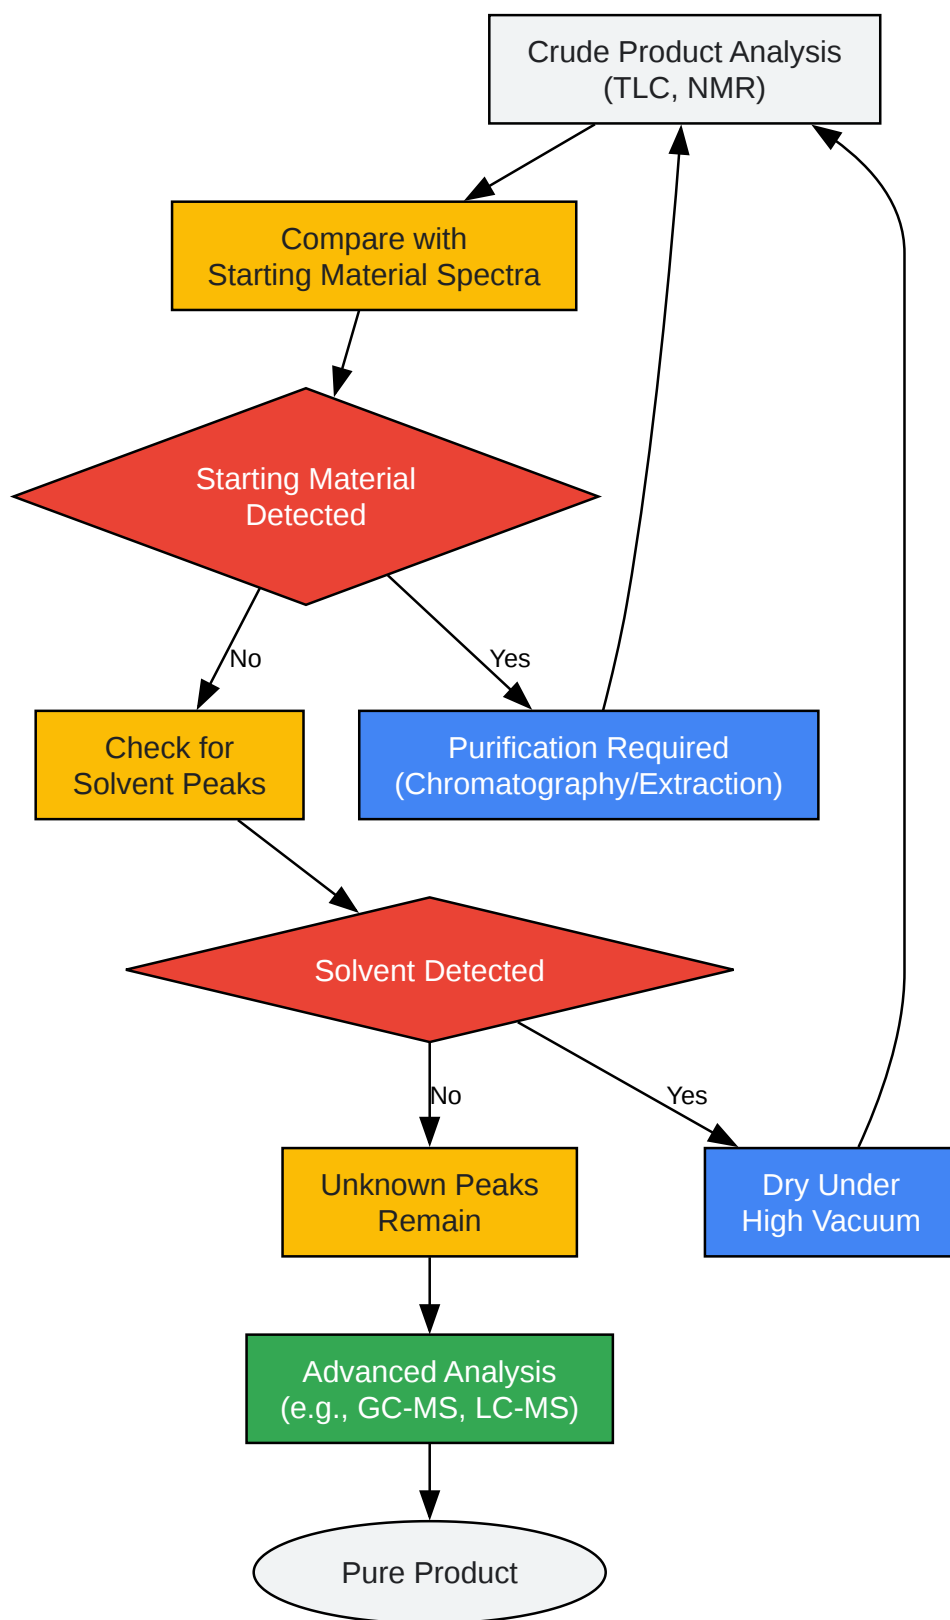 Crude Product Analysis
(TLC, NMR)
Compare with
Starting Material Spectra
Starting Material
Detected
No
Yes
Check for
Solvent Peaks
Purification Required
(Chromatography/Extraction)
Solvent Detected
No
Yes
Unknown Peaks
Remain
Dry Under
High Vacuum
Advanced Analysis
(e.g., GC-MS, LC-MS)
Pure Product